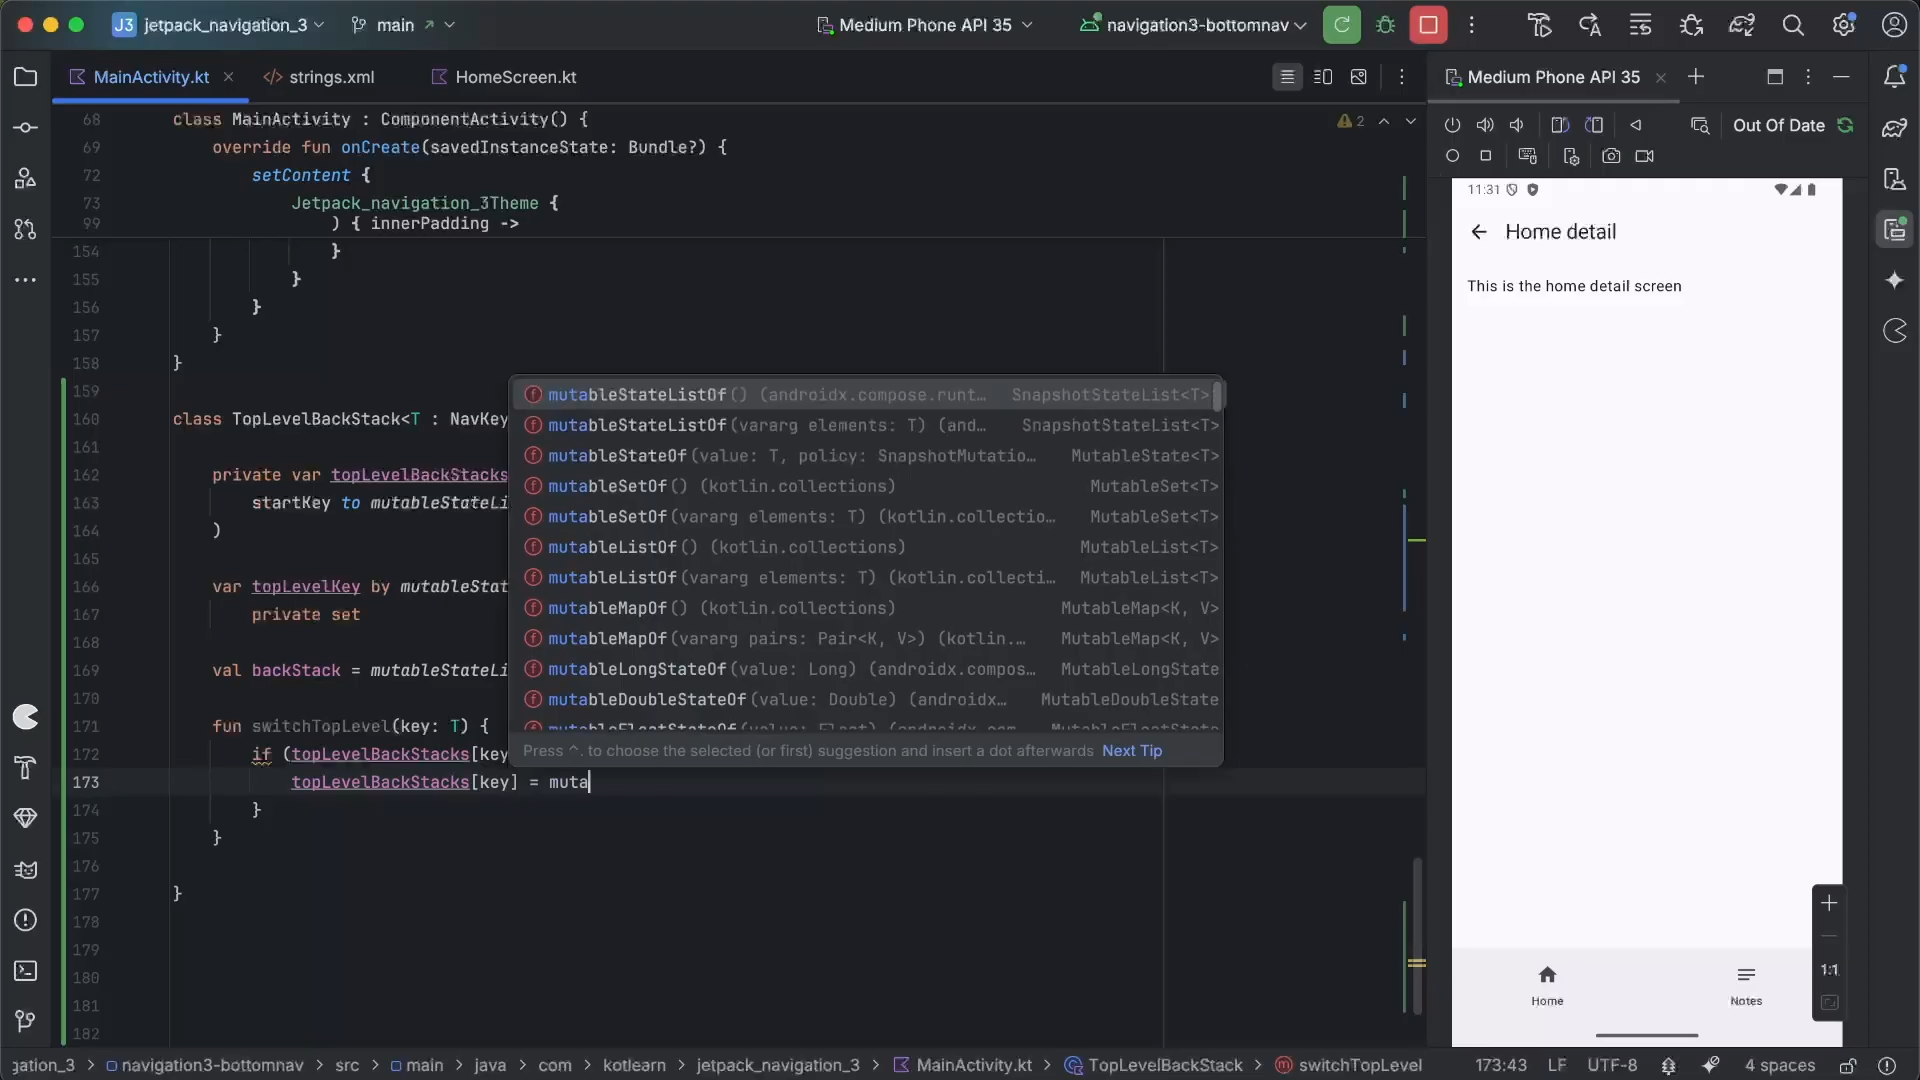 J3 jetpack_navigation_3 main Medium Phone API 35 navigation3-bottomnav
MainActivity.kt strings.xml HomeScreen.kt Medium Phone API 35
68 class MainActivity : ComponentActivity() { 2
69 override fun onCreate(savedInstanceState: Bundle?) {
72 setContent {
73 Jetpack_navigation_3Theme {
99 ) { innerPadding ->
154 }
155 }
156 }
157 }
158 }
159
160 class TopLevelBackStack<T : NavKey
161
162 private var topLevelBackStacks
163 startKey to mutableStateLi
164 )
165
166 var topLevelKey by mutableStat
167 private set
168
169 val backStack = mutableStateLi
170
171 fun switchTopLevel(key: T) {
172 if (topLevelBackStacks[key
173 topLevelBackStacks[key] = muta
174 }
175 }
176
177 }
178
179
180
181
182
mutableStateListOf() (androidx.compose.runt… SnapshotStateList<T>
mutableStateListOf(vararg elements: T) (and… SnapshotStateList<T>
mutableStateOf(value: T, policy: SnapshotMutatio… MutableState<T>
mutableSetOf() (kotlin.collections) MutableSet<T>
mutableSetOf(vararg elements: T) (kotlin.collectio… MutableSet<T>
mutableListOf() (kotlin.collections) MutableList<T>
mutableListOf(vararg elements: T) (kotlin.collecti… MutableList<T>
mutableMapOf() (kotlin.collections) MutableMap<K, V>
mutableMapOf(vararg pairs: Pair<K, V>) (kotlin.… MutableMap<K, V>
mutableLongStateOf(value: Long) (androidx.compos… MutableLongState
mutableDoubleStateOf(value: Double) (androidx… MutableDoubleState
Press ^. to choose the selected (or first) suggestion and insert a dot afterwards Next Tip
Out Of Date
11:31
Home detail
This is the home detail screen
Home Notes
1:1
gation_3 navigation3-bottomnav src main java com kotlearn jetpack_navigation_3 MainActivity.kt TopLevelBackStack switchTopLevel 173:43 LF UTF-8 4 spaces